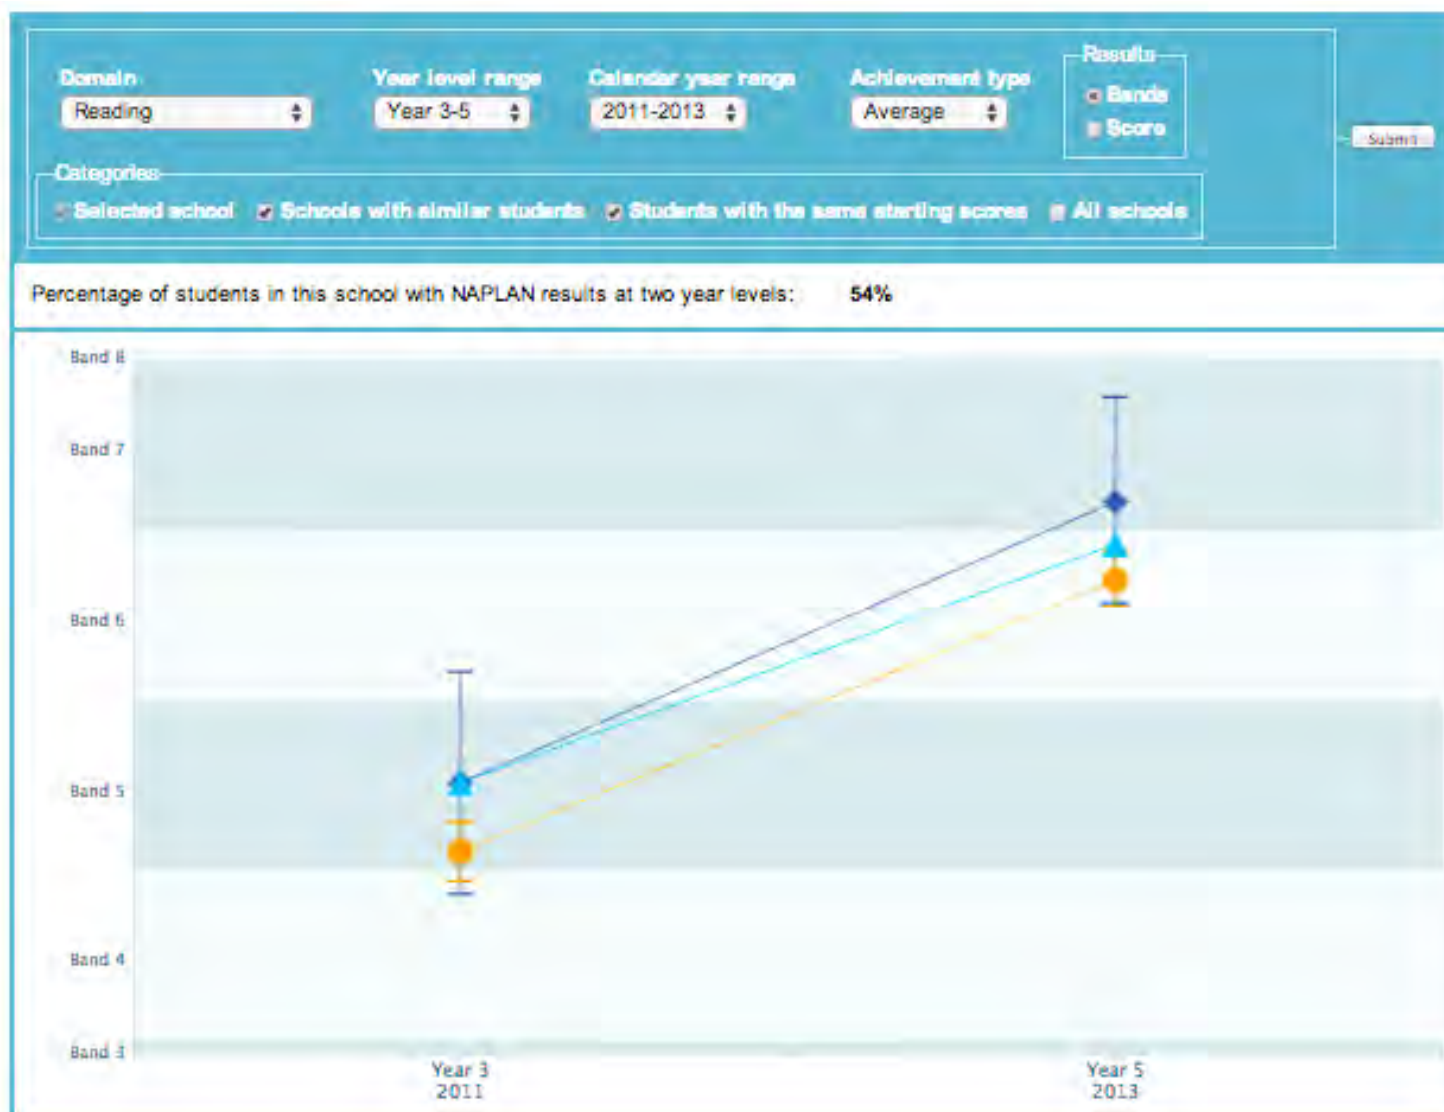 Results
Domain Year level range Calendar year range Achievement type
Bands
Reading Year 3-5 2011-2013 Average
Score
Submit
Categories
Selected school Schools with similar students Students with the same starting scores All schools
Percentage of students in this school with NAPLAN results at two year levels: 54%
Band 8
Band 7
Band 6
Band 5
Band 4
Band 3
Year 3 Year 5
2011 2013